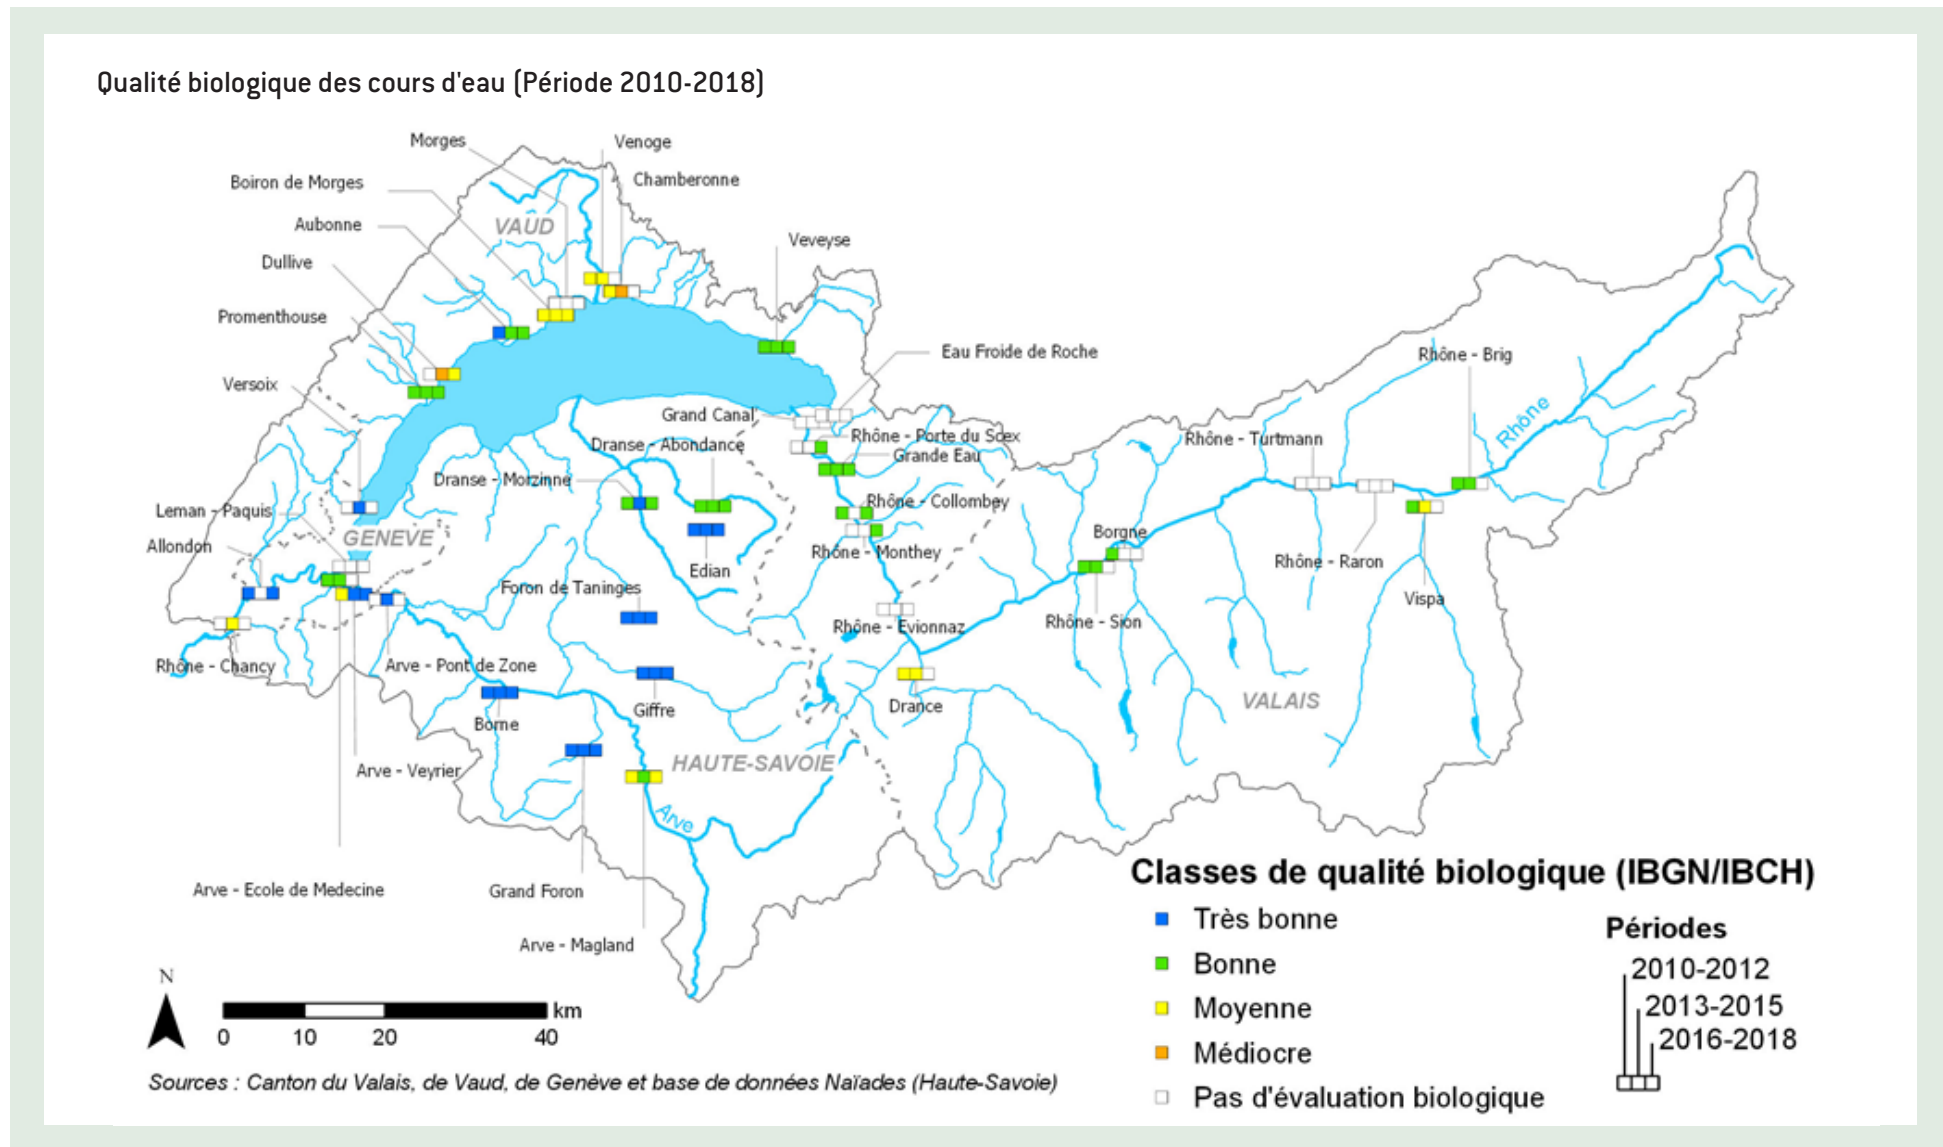 Qualité biologique des cours d'eau (Période 2010-2018)
Morges
Venoge
Boiron de Morges
Chamberonne
Aubonne
VAUD
Veveyse
Dullive
Promenthouse
Eau Froide de Roche
Rhône - Brig
Versoix
Grand Canal
Rhône
Rhône - Porte du Scex
Rhône - Turtmann
Dranse - Abondance
Grande Eau
Dranse - Morzinne
Rhône - Collombey
Leman - Paquis
GENEVE
Borgne
Allondon
Rhône - Monthey
Rhône - Raron
Edian
Foron de Taninges
Vispa
Rhône - Evionnaz
Rhône - Sion
Rhône - Chancy
Arve - Pont de Zone
Giffre
Drance
VALAIS
Borne
HAUTE-SAVOIE
Arve - Veyrier
Arve
Arve - Ecole de Medecine
Grand Foron
Arve - Magland
N
km
0 10 20 40
Sources : Canton du Valais, de Vaud, de Genève et base de données Naïades (Haute-Savoie)
Classes de qualité biologique (IBGN/IBCH)
Très bonne
Bonne
Moyenne
Médiocre
Pas d'évaluation biologique
Périodes
2010-2012
2013-2015
2016-2018